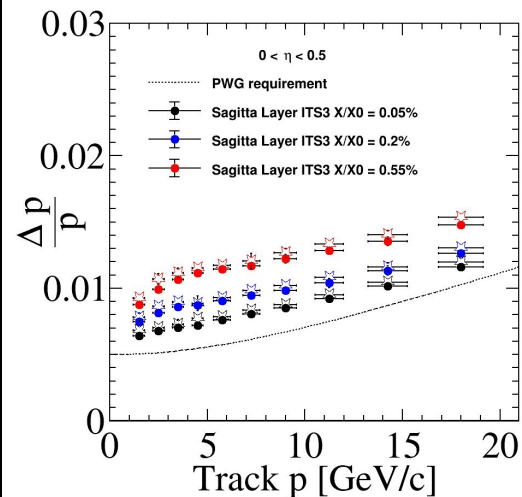 0.03
0 < η < 0.5
PWG requirement
Sagitta Layer ITS3 X/X0 = 0.05%
Sagitta Layer ITS3 X/X0 = 0.2%
Sagitta Layer ITS3 X/X0 = 0.55%
0.02
Δ p
p
0.01
0
0 5 10 15 20
Track p [GeV/c]